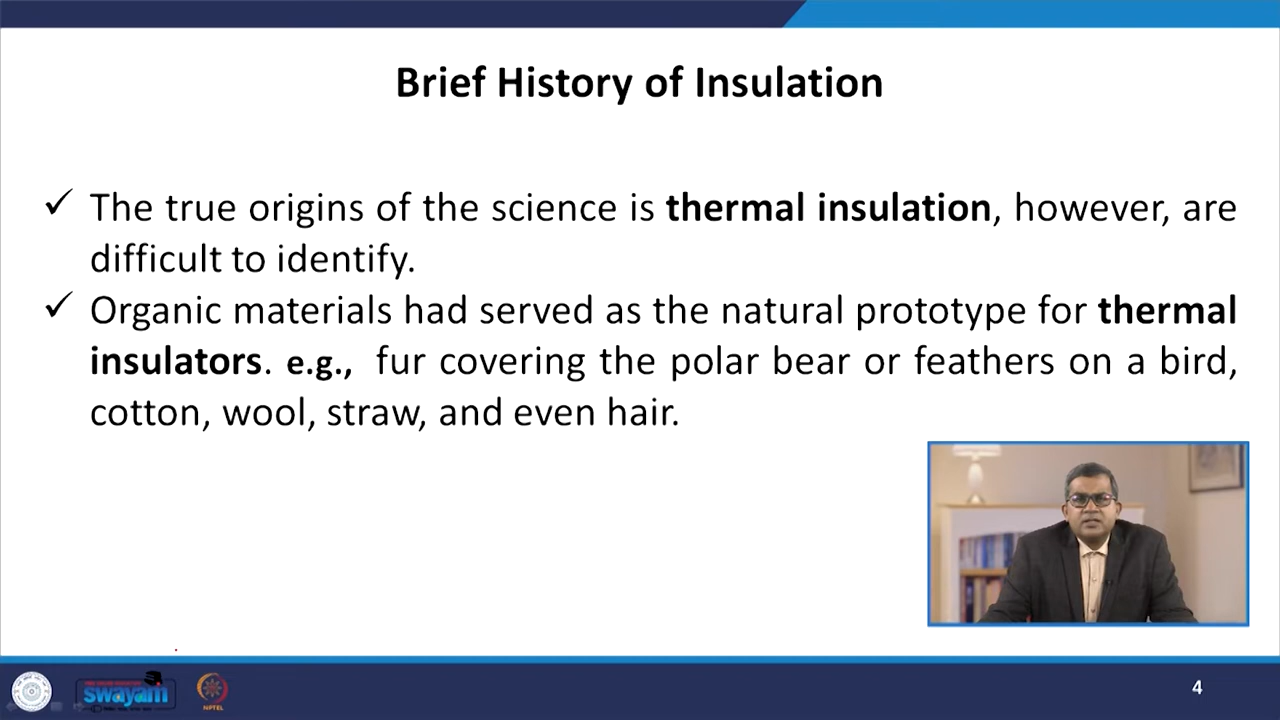 Brief History of Insulation
✓ The true origins of the science is thermal insulation, however, are
difficult to identify.
✓ Organic materials had served as the natural prototype for thermal
insulators. e.g., fur covering the polar bear or feathers on a bird,
cotton, wool, straw, and even hair.
swayam
NPTEL
4